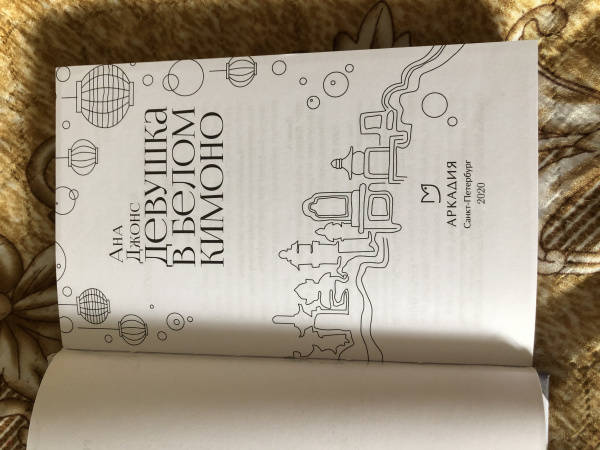 Ана
Джонс
ДЕВУШКА
В БЕЛОМ
КИМОНО
АРКАДИЯ
Санкт-Петербург
2020